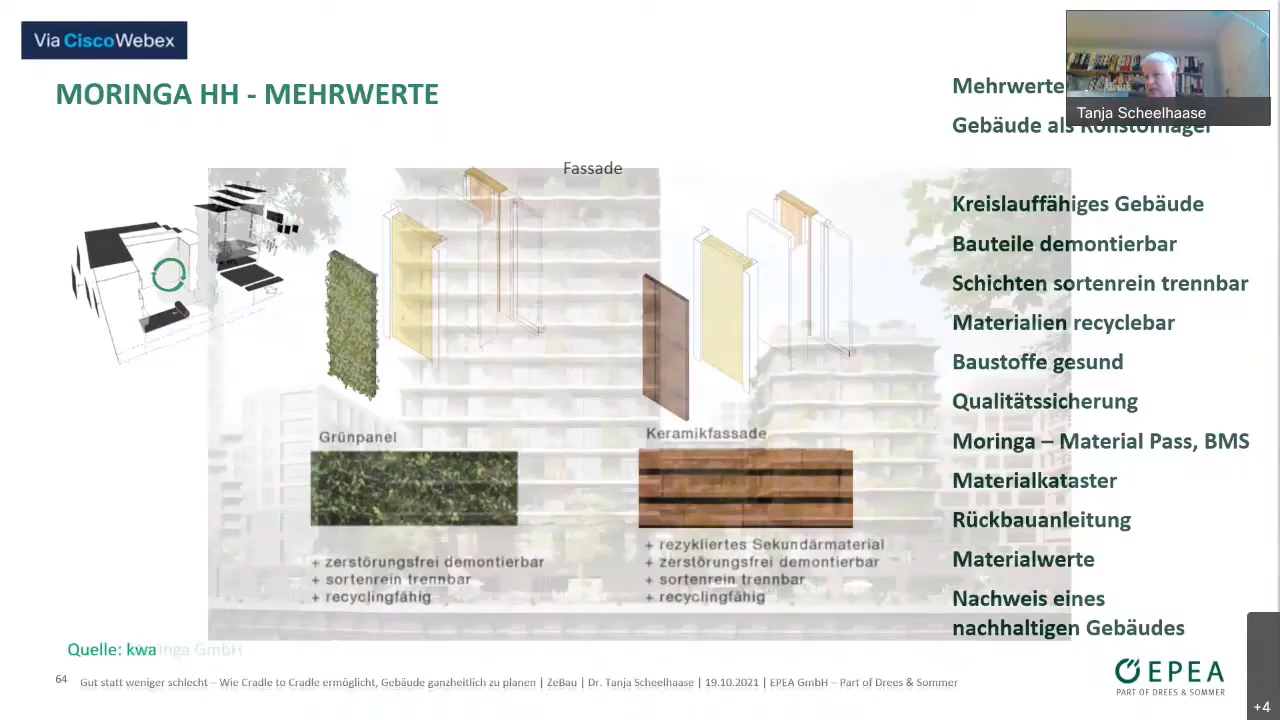 Via CiscoWebex
MORINGA HH - MEHRWERTE
Mehrwerte
Tanja Scheelhaase
Gebäude als Rohstofflager
Fassade
Kreislauffähiges Gebäude
Bauteile demontierbar
Schichten sortenrein trennbar
Materialien recyclebar
Baustoffe gesund
Qualitätssicherung
Moringa – Material Pass, BMS
Materialkataster
Rückbauanleitung
Materialwerte
Nachweis eines
nachhaltigen Gebäudes
Grünpanel
+ zerstörungsfrei demontierbar
+ sortenrein trennbar
+ recyclingfähig
Keramikfassade
+ rezykliertes Sekundärmaterial
+ zerstörungsfrei demontierbar
+ sortenrein trennbar
+ recyclingfähig
Quelle: kwa
64 Gut statt weniger schlecht – Wie Cradle to Cradle ermöglicht, Gebäude ganzheitlich zu planen | ZeBau | Dr. Tanja Scheelhaase | 19.10.2021 | EPEA GmbH – Part of Drees & Sommer
EPEA
PART OF DREES & SOMMER
+4